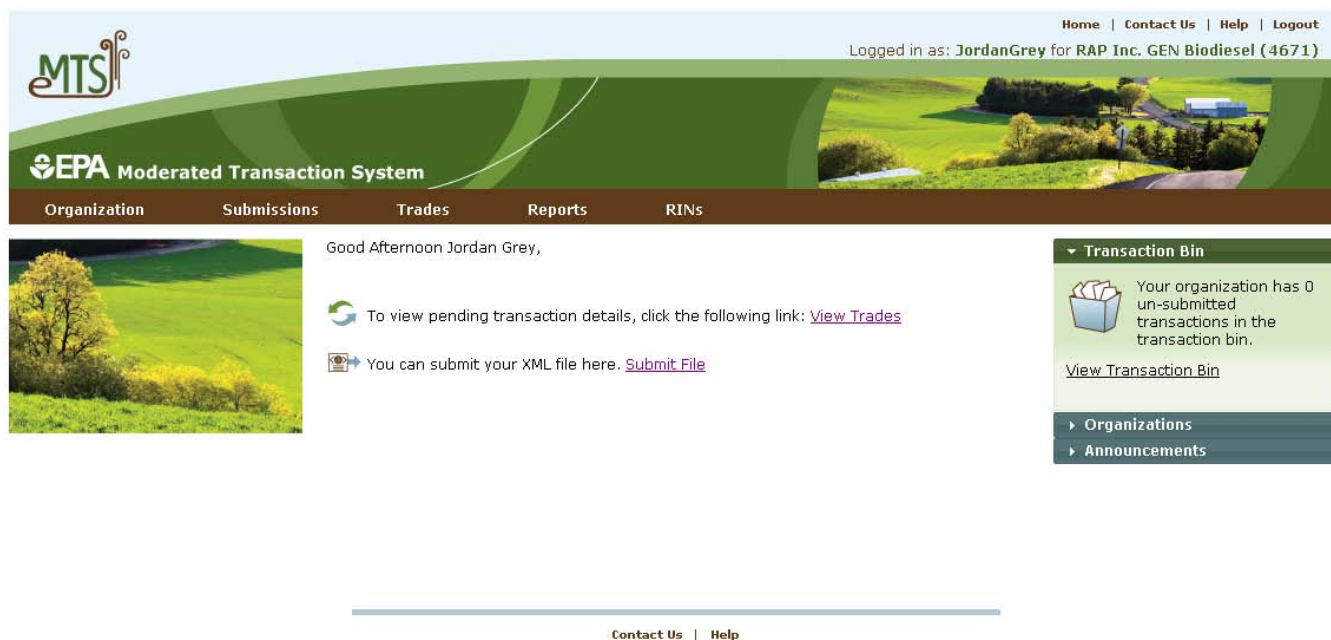 Home | Contact Us | Help | Logout
Logged in as: JordanGrey for RAP Inc. GEN Biodiesel (4671)
eMTS
EPA Moderated Transaction System
Organization Submissions Trades Reports RINs
Good Afternoon Jordan Grey,
To view pending transaction details, click the following link: View Trades
You can submit your XML file here. Submit File
Transaction Bin
Your organization has 0
un-submitted
transactions in the
transaction bin.
View Transaction Bin
Organizations
Announcements
Contact Us | Help